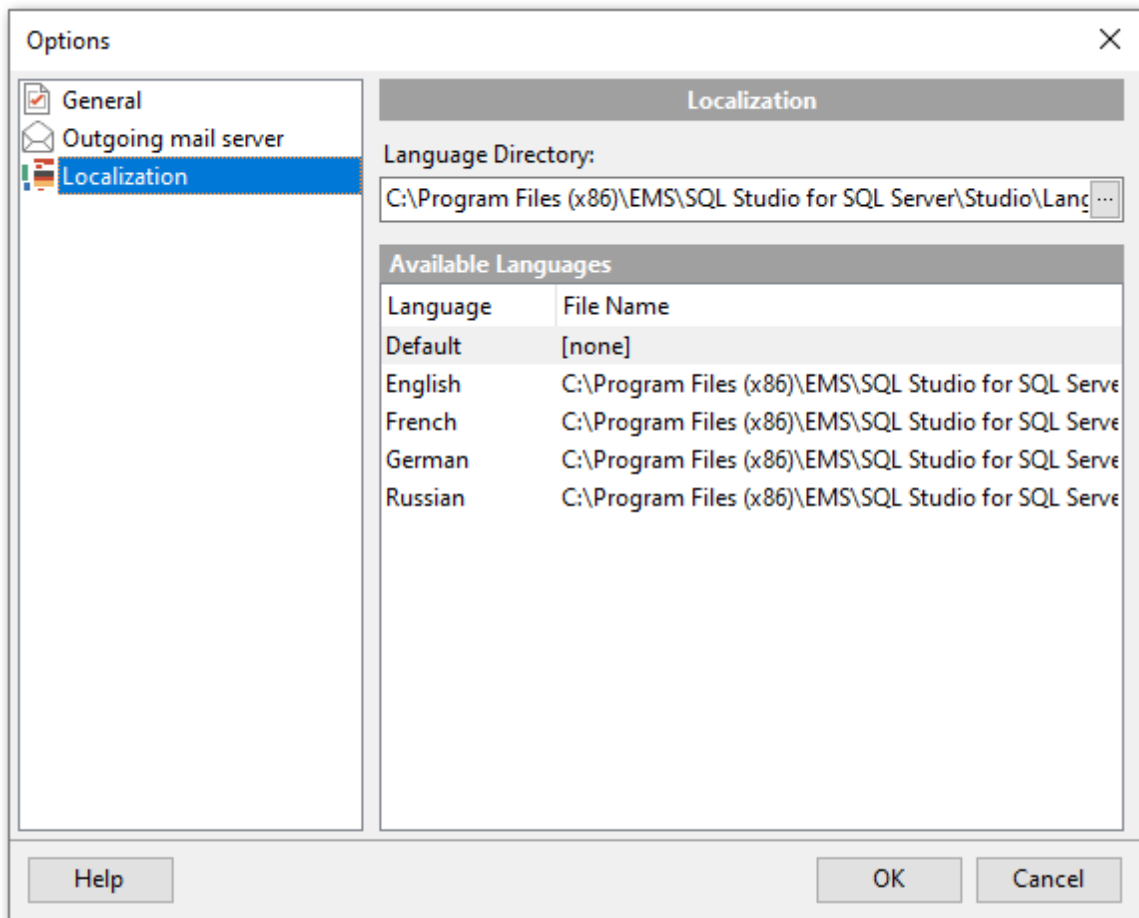 Options
General
Outgoing mail server
Localization
Localization
Language Directory:
C:\Program Files (x86)\EMS\SQL Studio for SQL Server\Studio\Lang ...
Available Languages
Language File Name
Default [none]
English C:\Program Files (x86)\EMS\SQL Studio for SQL Serve
French C:\Program Files (x86)\EMS\SQL Studio for SQL Serve
German C:\Program Files (x86)\EMS\SQL Studio for SQL Serve
Russian C:\Program Files (x86)\EMS\SQL Studio for SQL Serve
Help OK Cancel